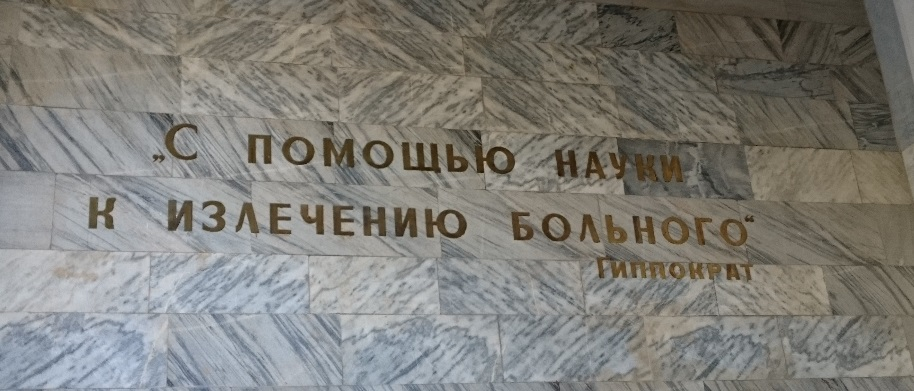 „С ПОМОЩЬЮ НАУКИ
К ИЗЛЕЧЕНИЮ БОЛЬНОГО“
ГИППОКРАТ